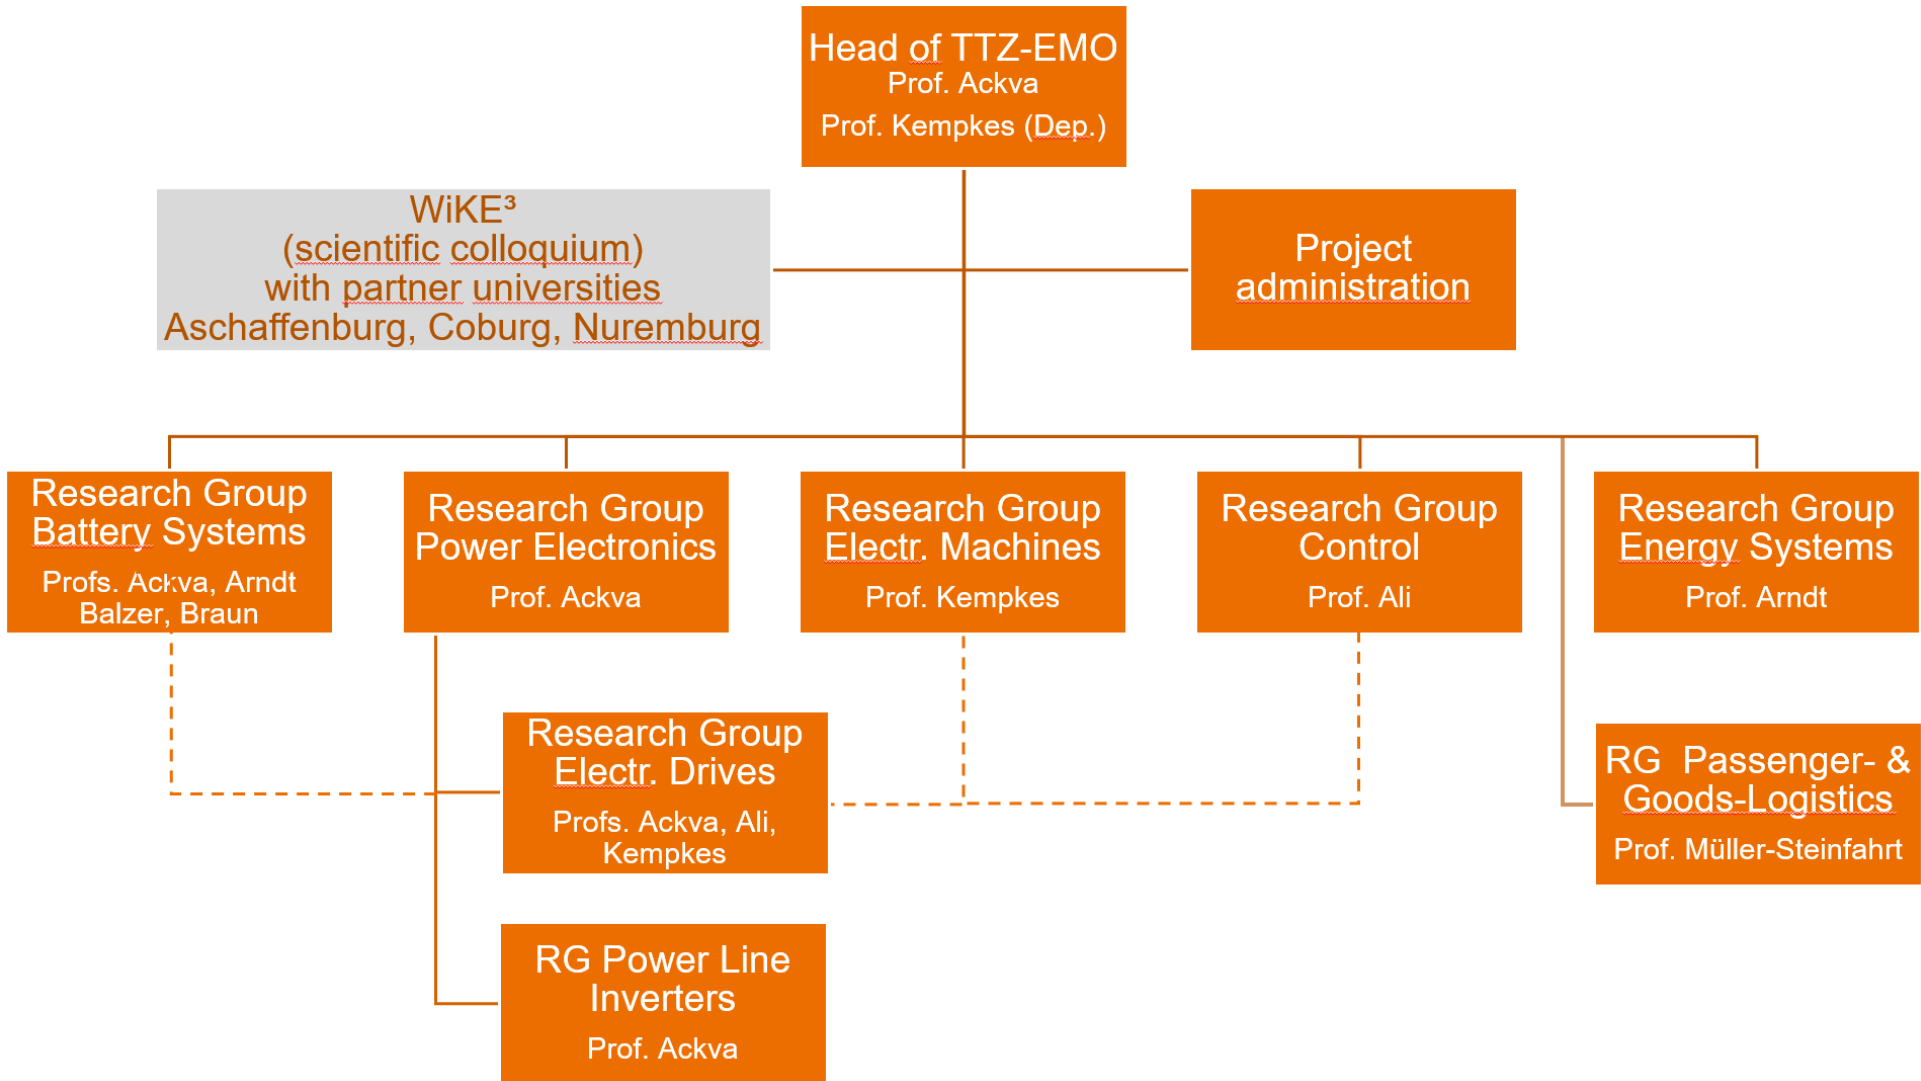 Head of TTZ-EMO
Prof. Ackva
Prof. Kempkes (Dep.)
WiKE³
(scientific colloquium)
with partner universities
Aschaffenburg, Coburg, Nuremburg
Project
administration
Research Group
Battery Systems
Profs. Ackva, Arndt
Balzer, Braun
Research Group
Power Electronics
Prof. Ackva
Research Group
Electr. Machines
Prof. Kempkes
Research Group
Control
Prof. Ali
Research Group
Energy Systems
Prof. Arndt
Research Group
Electr. Drives
Profs. Ackva, Ali,
Kempkes
RG  Passenger- &
Goods-Logistics
Prof. Müller-Steinfahrt
RG Power Line
Inverters
Prof. Ackva